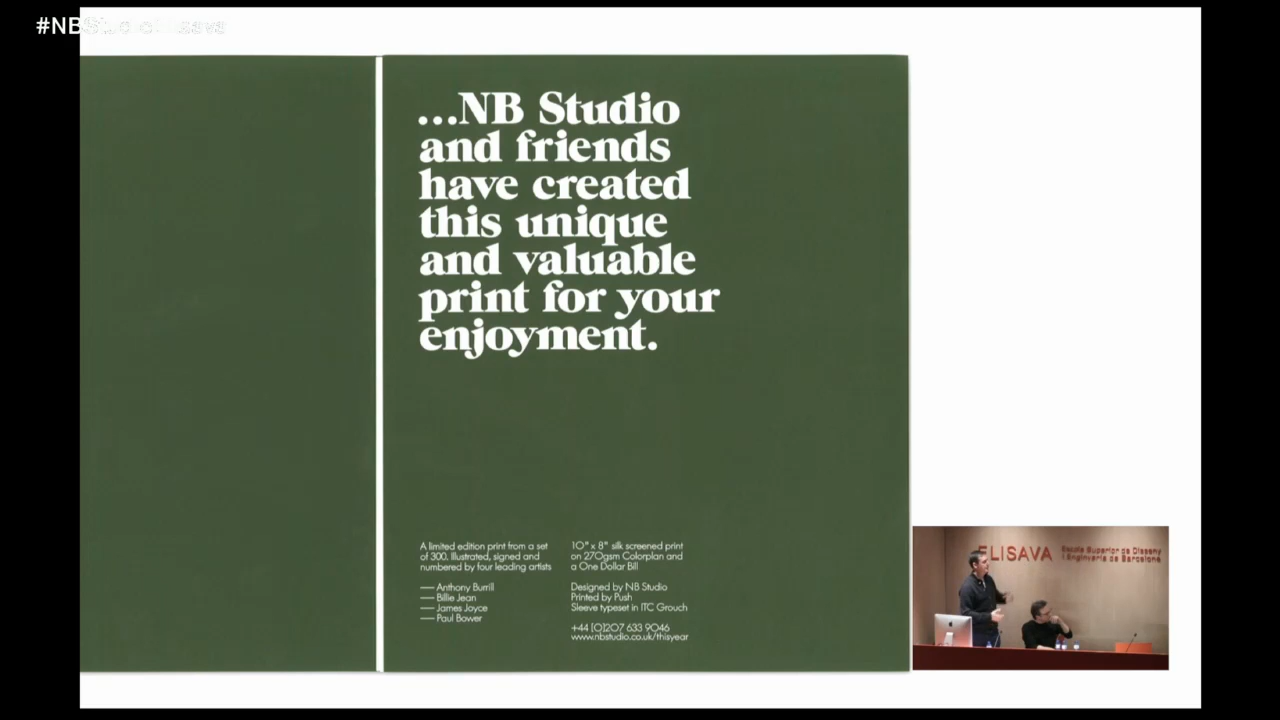 #NBStudioElisava
...NB Studio
and friends
have created
this unique
and valuable
print for your
enjoyment.
A limited edition print from a set
of 300. Illustrated, signed and
numbered by four leading artists
— Anthony Burrill
— Billie Jean
— James Joyce
— Paul Bower
10" x 8" silk screened print
on 270gsm Colorplan and
a One Dollar Bill
Designed by NB Studio
Printed by Push
Sleeve typeset in ITC Grouch
+44 [0]207 633 9046
www.nbstudio.co.uk/thisyear
ELISAVA
Escola Superior de Disseny
i Enginyeria de Barcelona